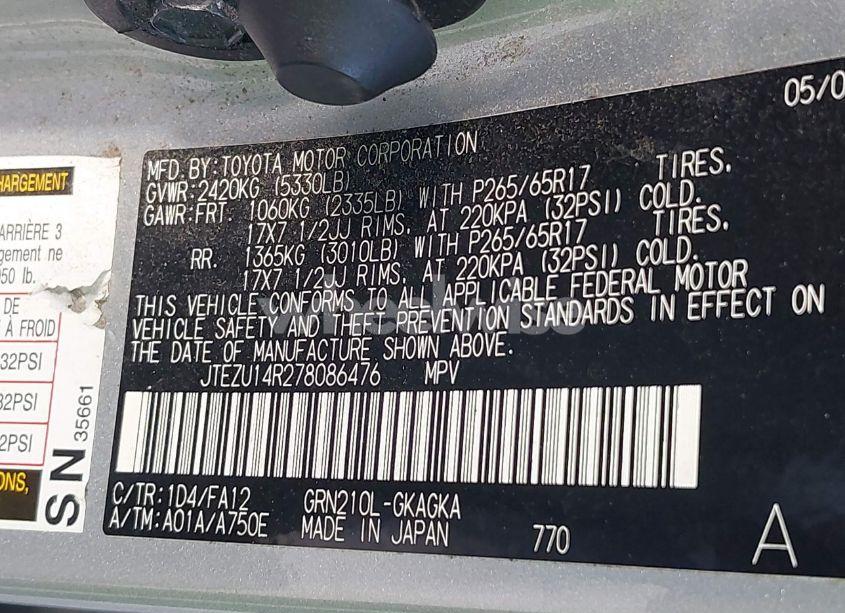 05/0
MFD. BY:TOYOTA MOTOR CORPORATION
GVWR:2420KG (5330LB)
GAWR:FRT. 1060KG (2335LB) WITH P265/65R17 TIRES,
17X7 1/2JJ RIMS, AT 220KPA (32PSI) COLD.
RR. 1365KG (3010LB) WITH P265/65R17 TIRES,
17X7 1/2JJ RIMS, AT 220KPA (32PSI) COLD.
THIS VEHICLE CONFORMS TO ALL APPLICABLE FEDERAL MOTOR
VEHICLE SAFETY AND THEFT PREVENTION STANDARDS IN EFFECT ON
THE DATE OF MANUFACTURE SHOWN ABOVE.
JTEZU14R278086476 MPV
C/TR:1D4/FA12 GRN210L-GKAGKA
A/TM:A01A/A750E MADE IN JAPAN 770 A
HARGEMENT
ARRIÈRE 3
gement ne
950 lb.
DE
À FROID
32PSI
32PSI
2PSI
ONS,
SN 35661